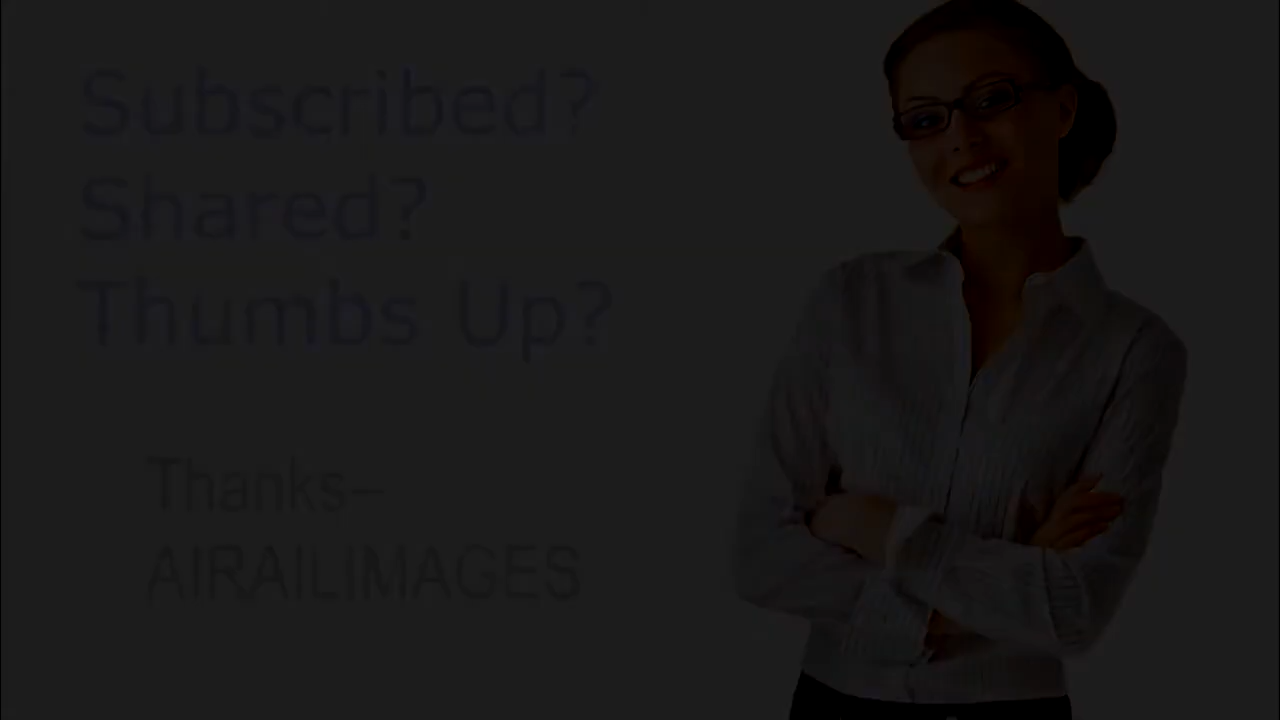 Subscribed?
Shared?
Thumbs Up?
Thanks–
AIRAILIMAGES